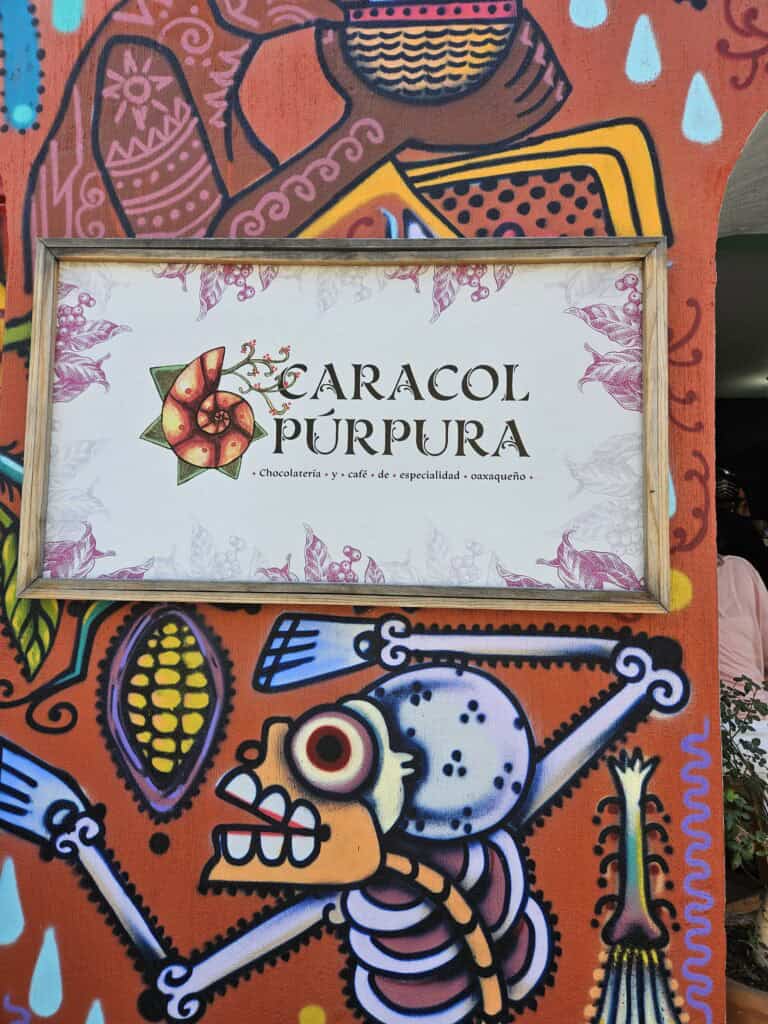 CARACOL
PÚRPURA
• Chocolatería • y • café • de • especialidad • oaxaqueño •